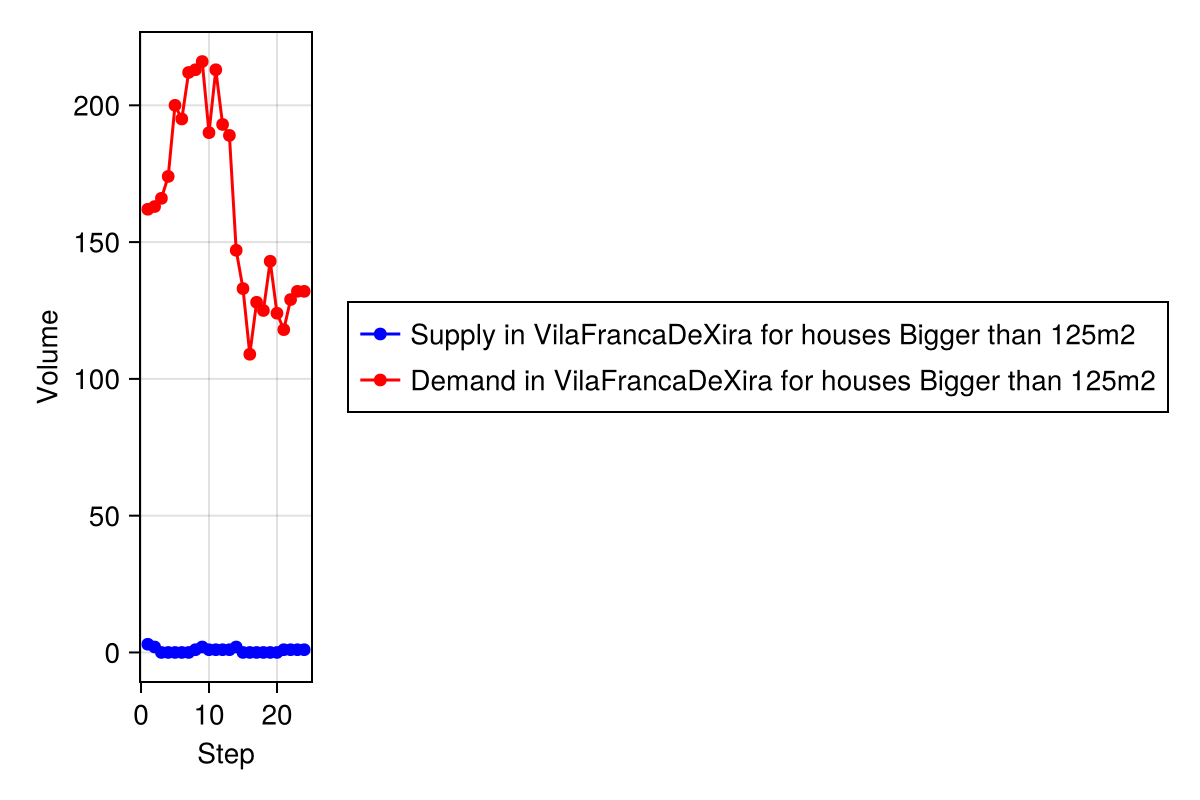 Volume
200
150
100
50
0
0 10 20
Step
Supply in VilaFrancaDeXira for houses Bigger than 125m2
Demand in VilaFrancaDeXira for houses Bigger than 125m2